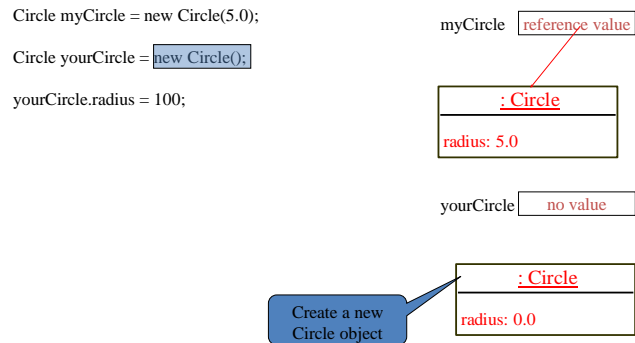 Circle myCircle = new Circle(5.0);
Circle yourCircle = new Circle();
yourCircle.radius = 100;
myCircle reference value
: Circle
radius: 5.0
yourCircle no value
: Circle
radius: 0.0
Create a new
Circle object